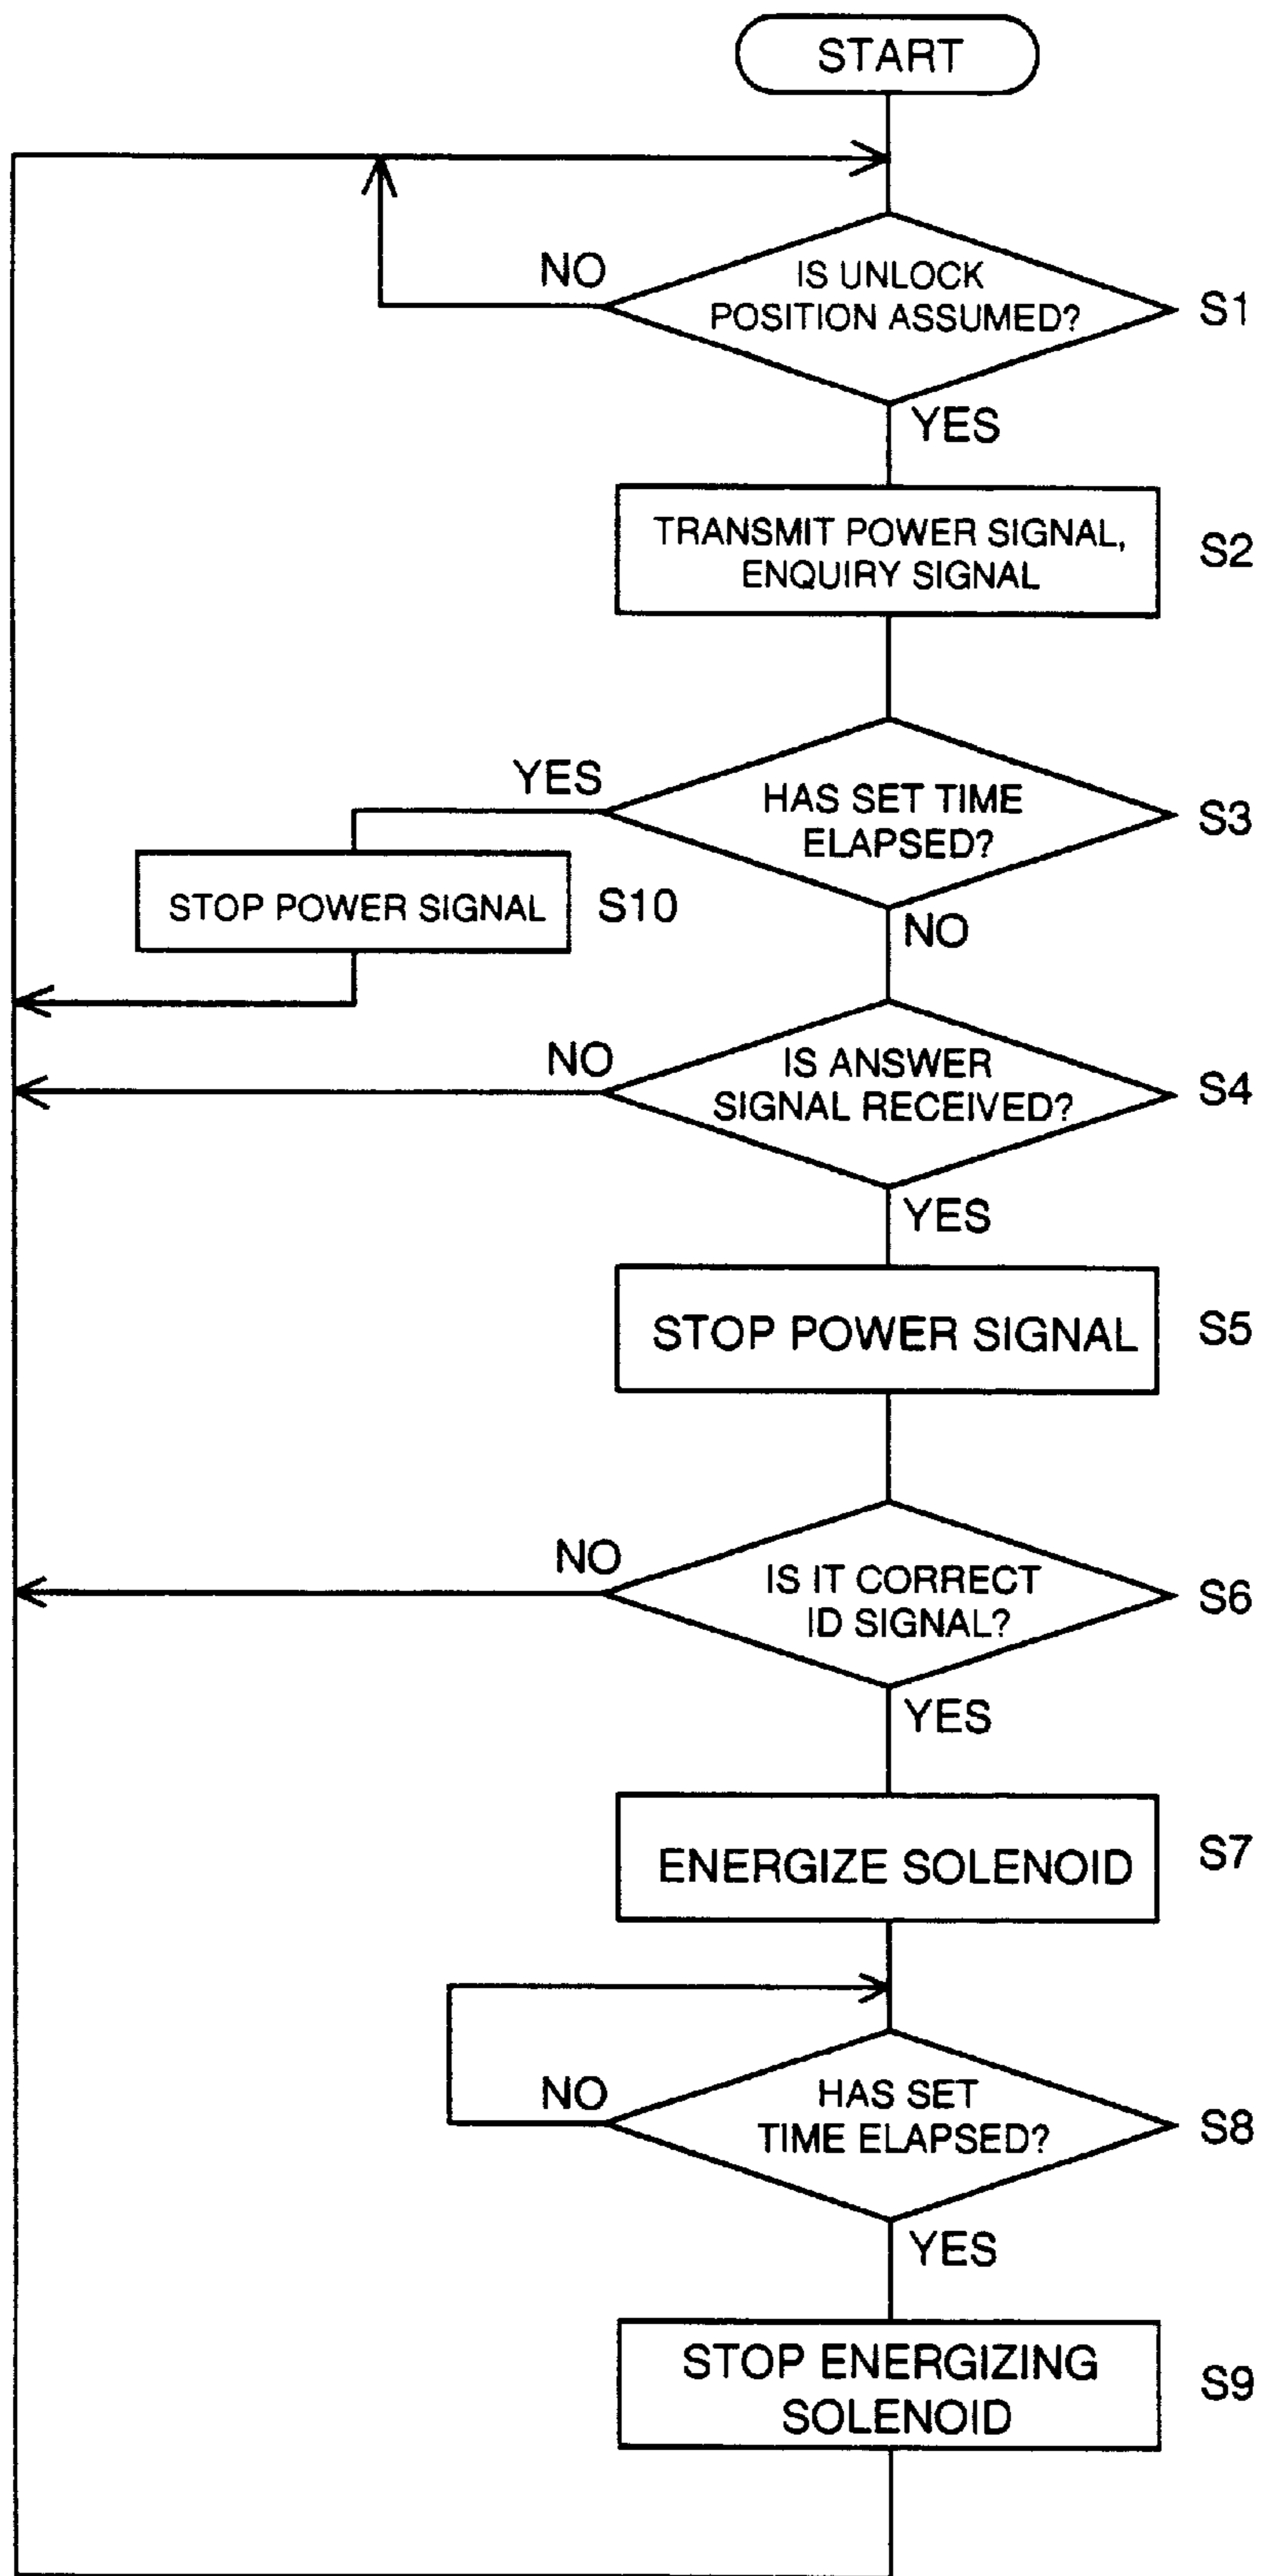 START
NO
IS UNLOCK
POSITION ASSUMED?
S1
YES
TRANSMIT POWER SIGNAL,
ENQUIRY SIGNAL
S2
YES
HAS SET TIME
ELAPSED?
S3
STOP POWER SIGNAL
S10
NO
NO
IS ANSWER
SIGNAL RECEIVED?
S4
YES
STOP POWER SIGNAL
S5
NO
IS IT CORRECT
ID SIGNAL?
S6
YES
ENERGIZE SOLENOID
S7
NO
HAS SET
TIME ELAPSED?
S8
YES
STOP ENERGIZING
SOLENOID
S9